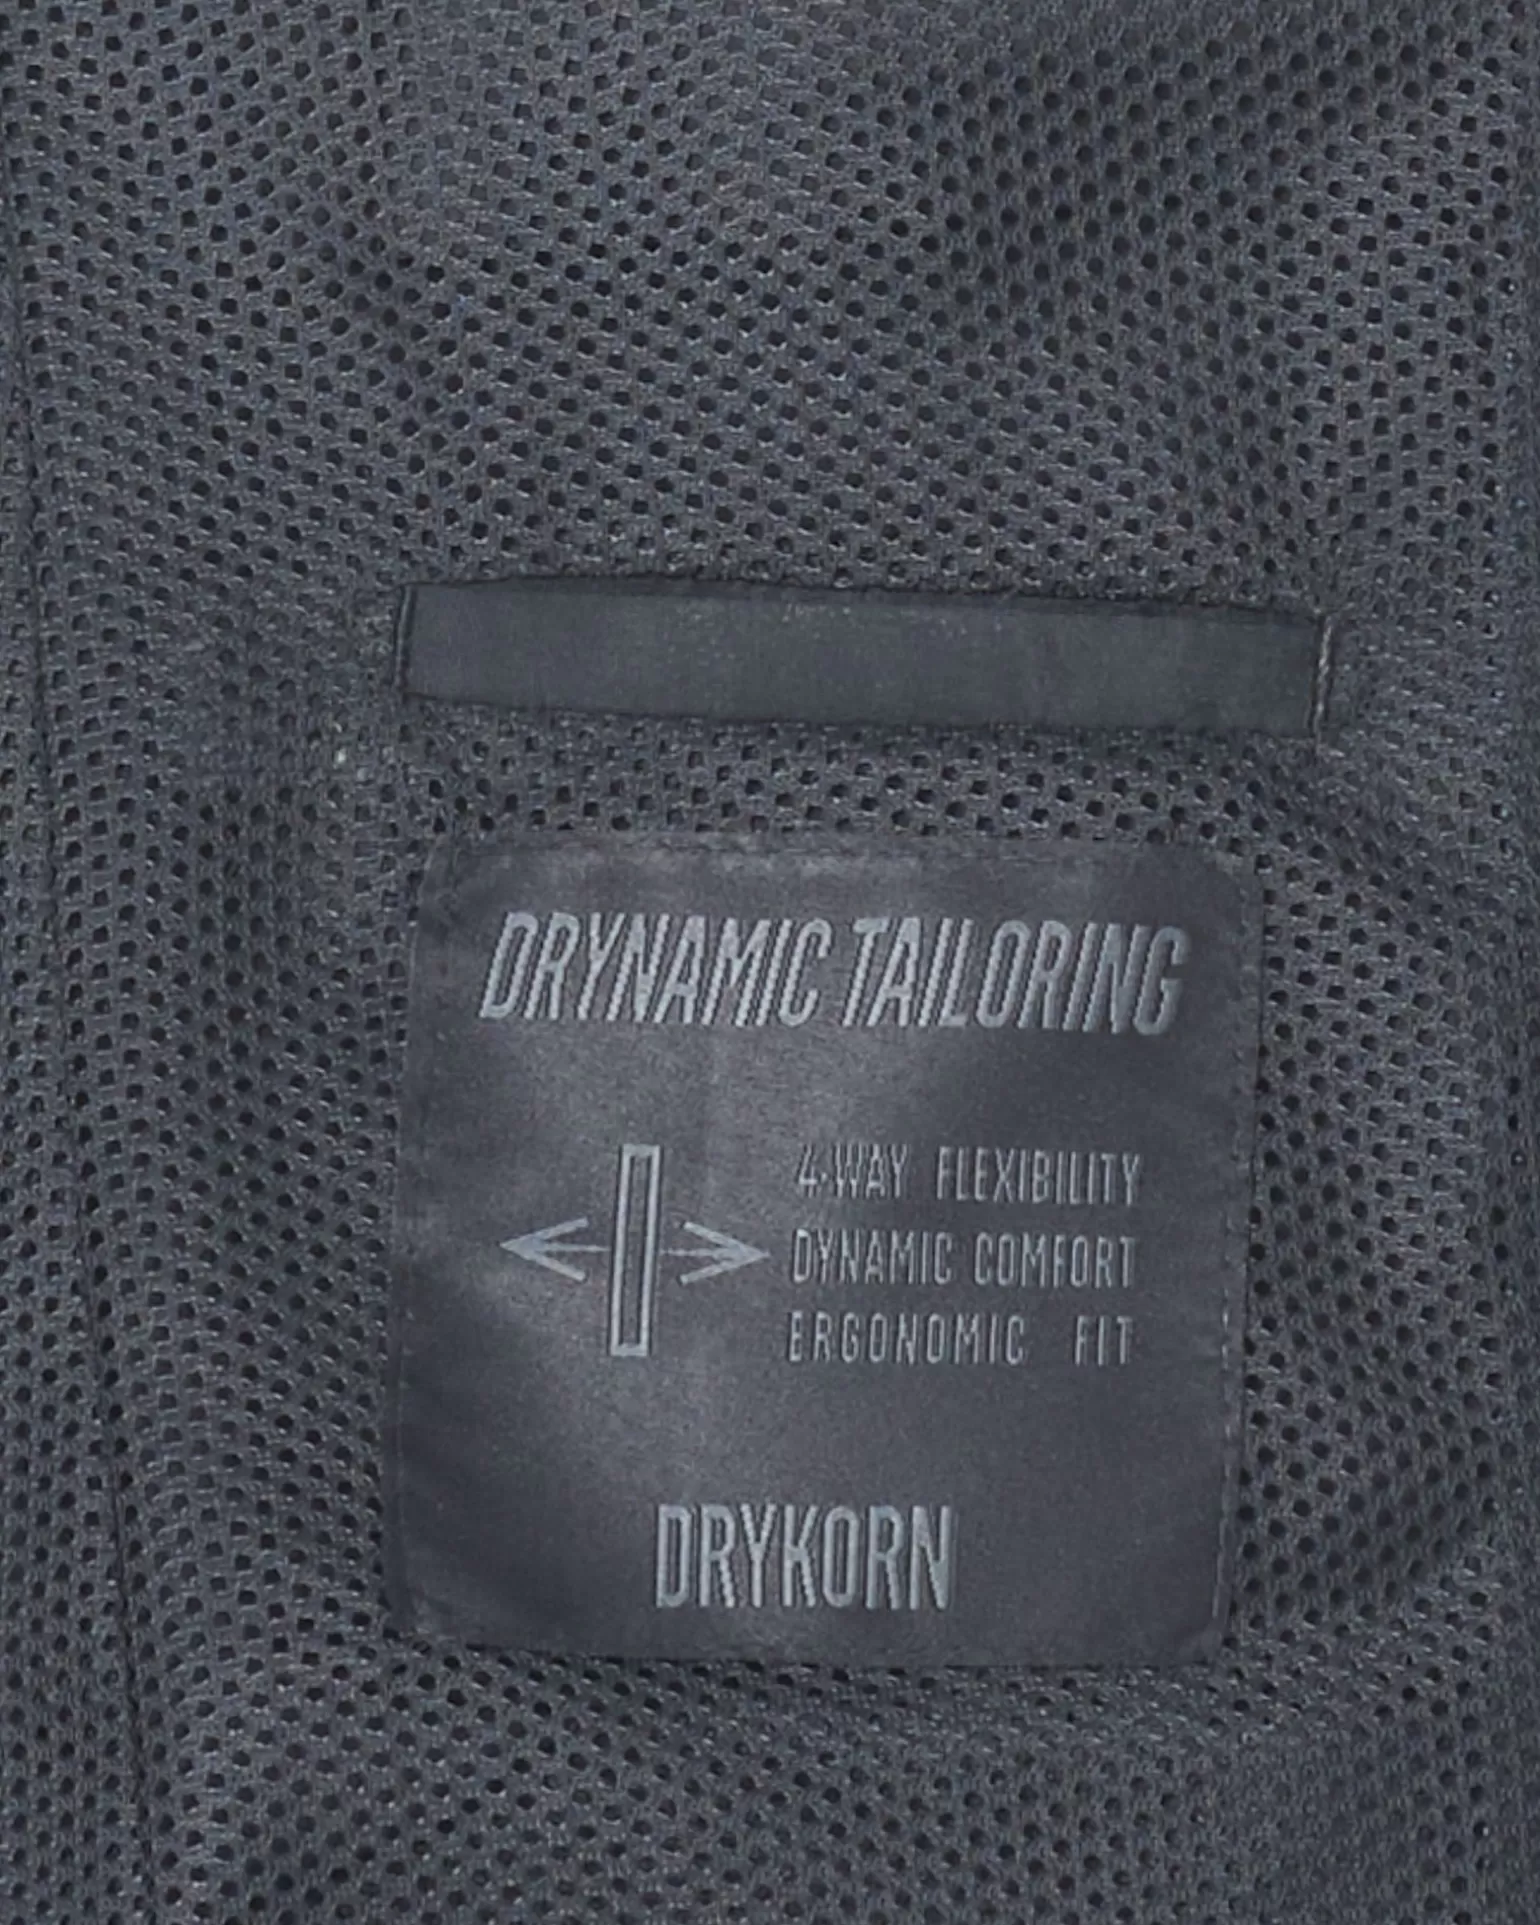 DRYNAMIC TAILORING
4-WAY FLEXIBILITY
DYNAMIC COMFORT
ERGONOMIC FIT
DRYKORN